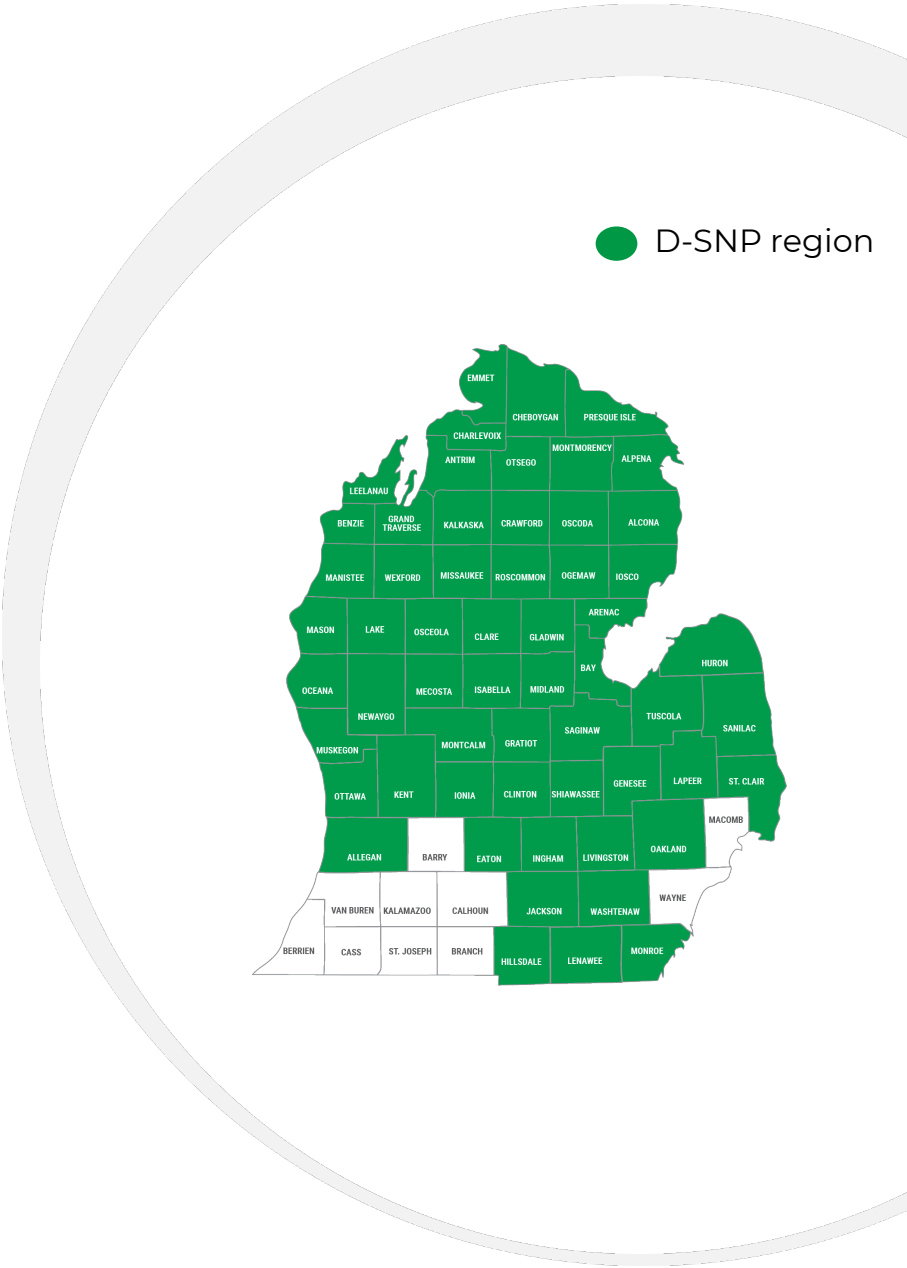 D-SNP region
EMMET
CHEBOYGAN
PRESQUE ISLE
CHARLEVOIX
MONTMORENCY
ANTRIM
OTSEGO
ALPENA
LEELANAU
BENZIE
GRAND
TRAVERSE
KALKASKA
CRAWFORD
OSCODA
ALCONA
MANISTEE
WEXFORD
MISSAUKEE
ROSCOMMON
OGEMAW
IOSCO
ARENAC
MASON
LAKE
OSCEOLA
CLARE
GLADWIN
BAY
HURON
OCEANA
NEWAYGO
MECOSTA
ISABELLA
MIDLAND
TUSCOLA
SANILAC
SAGINAW
MUSKEGON
MONTCALM
GRATIOT
OTTAWA
KENT
IONIA
CLINTON
SHIAWASSEE
GENESEE
LAPEER
ST. CLAIR
MACOMB
ALLEGAN
BARRY
EATON
INGHAM
LIVINGSTON
OAKLAND
VAN BUREN
KALAMAZOO
CALHOUN
JACKSON
WASHTENAW
WAYNE
BERRIEN
CASS
ST. JOSEPH
BRANCH
HILLSDALE
LENAWEE
MONROE